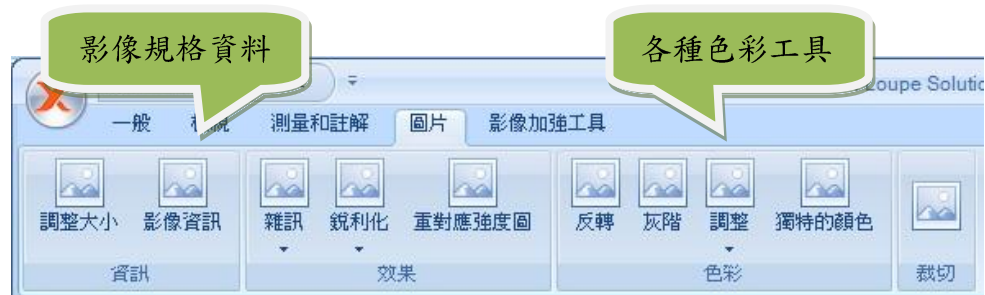 影像規格資料
各種色彩工具
oupe Solutio
一般
測量和註解
圖片
影像加強工具
調整大小
影像資訊
雜訊
銳利化
重對應強度圖
反轉
灰階
調整
獨特的顏色
資訊
效果
色彩
裁切